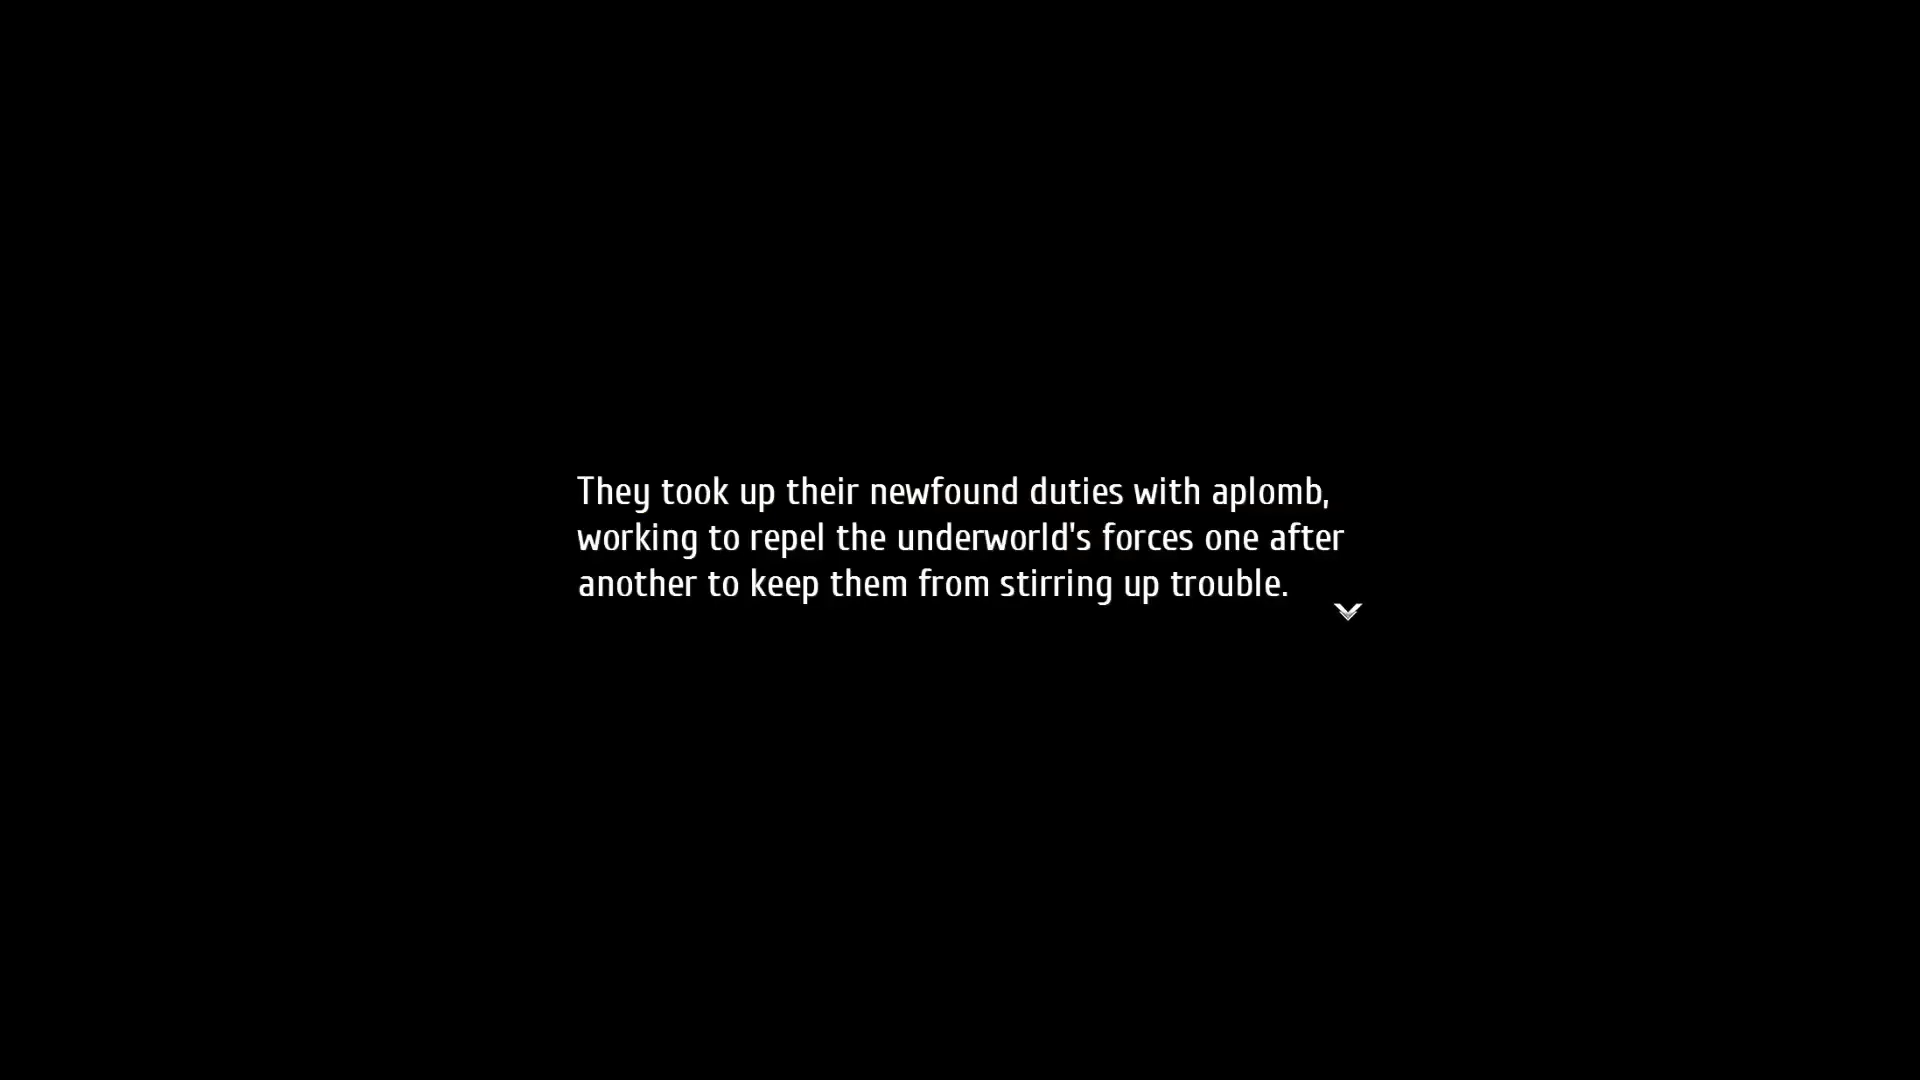 They took up their newfound duties with aplomb,
working to repel the underworld's forces one after
another to keep them from stirring up trouble.